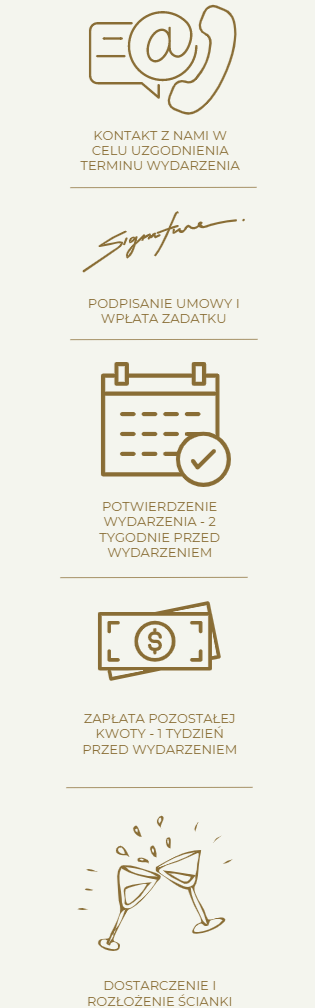 @
KONTAKT Z NAMI W
CELU UZGODNIENIA
TERMINU WYDARZENIA
Signature
PODPISANIE UMOWY I
WPŁATA ZADATKU
POTWIERDZENIE
WYDARZENIA - 2
TYGODNIE PRZED
WYDARZENIEM
$
ZAPŁATA POZOSTAŁEJ
KWOTY - 1 TYDZIEŃ
PRZED WYDARZENIEM
DOSTARCZENIE I
ROZŁOŻENIE ŚCIANKI